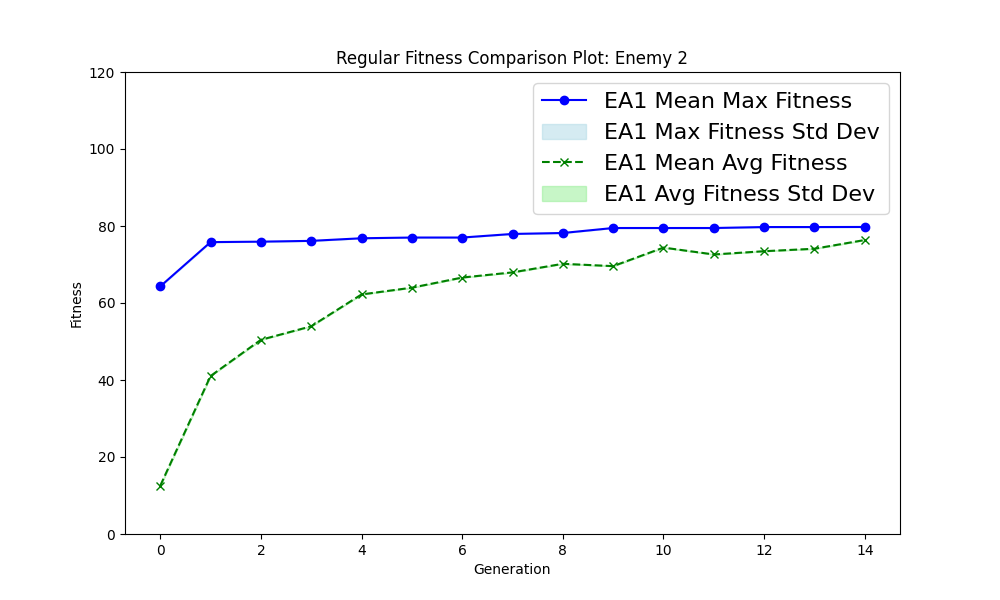 Regular Fitness Comparison Plot: Enemy 2
120
100
80
60
40
20
0
Fitness
EA1 Mean Max Fitness
EA1 Max Fitness Std Dev
EA1 Mean Avg Fitness
EA1 Avg Fitness Std Dev
0 2 4 6 8 10 12 14
Generation